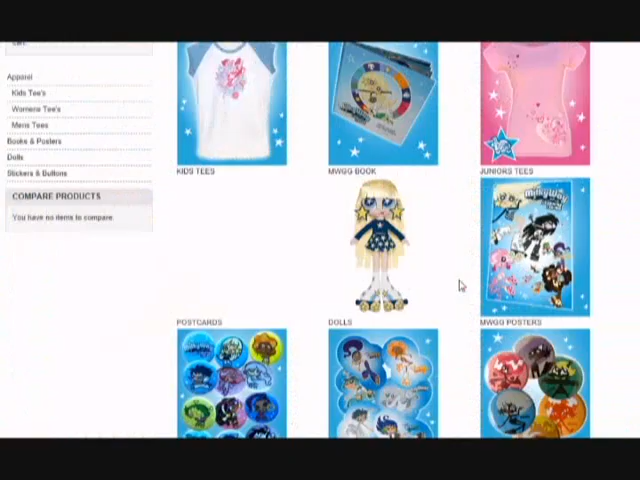 Apparel
Kids Tee's
Womens Tee's
Mens Tees
Books & Posters
Dolls
Stickers & Buttons
COMPARE PRODUCTS
You have no items to compare
KIDS TEES
MWGG BOOK
JUNIORS TEES
MilkyWay
POSTCARDS
DOLLS
MWGG POSTERS